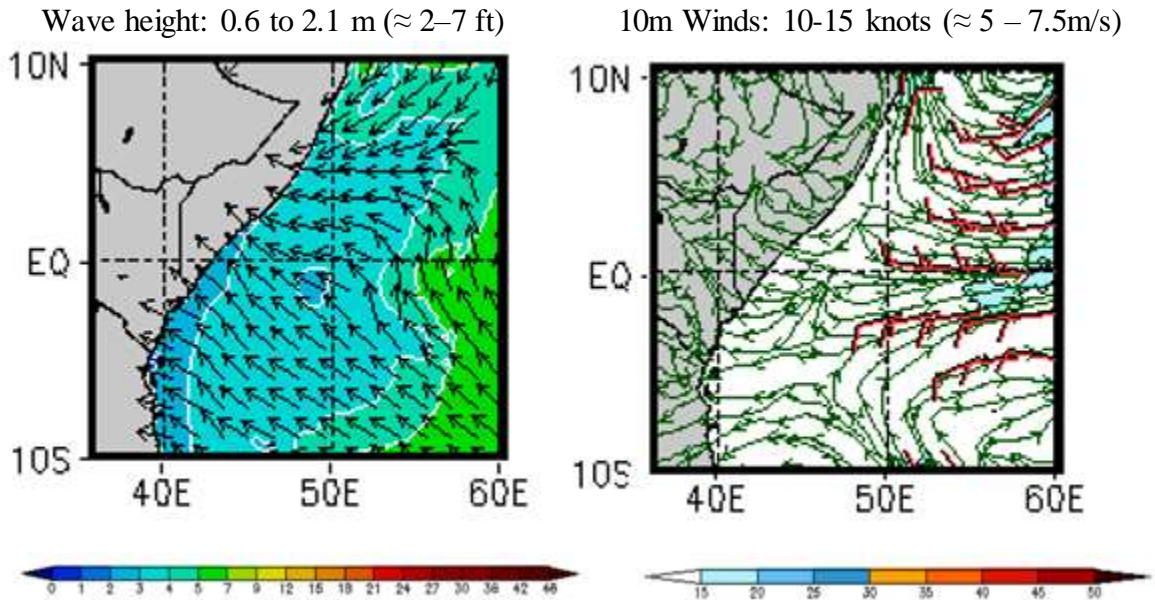 Wave height: 0.6 to 2.1 m (≈ 2–7 ft)
10N
EQ
10S
40E 50E 60E
0 1 2 3 4 5 7 9 12 15 18 21 24 27 30 36 42 48
10m Winds: 10-15 knots (≈ 5 – 7.5m/s)
10N
EQ
10S
40E 50E 60E
15 20 25 30 35 40 45 50